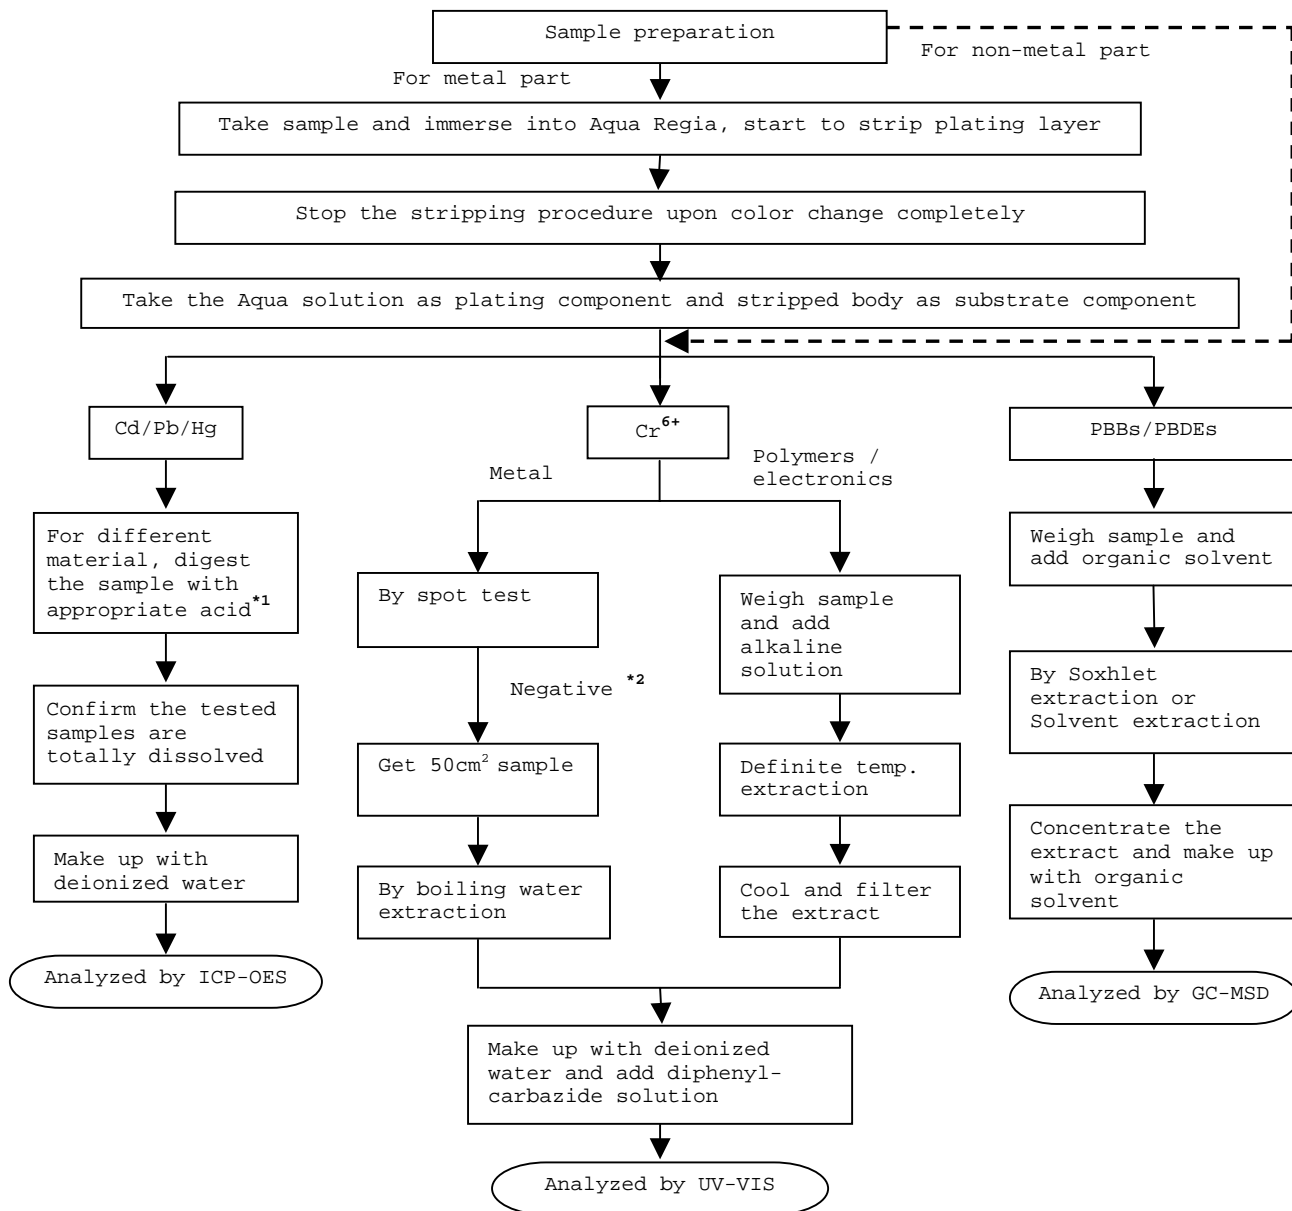 Sample preparation
For non-metal part
For metal part
Take sample and immerse into Aqua Regia, start to strip plating layer
Stop the stripping procedure upon color change completely
Take the Aqua solution as plating component and stripped body as substrate component
Cd/Pb/Hg
For different
material, digest
the sample with
appropriate acid*1
Confirm the tested
samples are
totally dissolved
Make up with
deionized water
Analyzed by ICP-OES
Cr6+
Metal
By spot test
Negative *2
Get 50cm2 sample
By boiling water
extraction
Polymers /
electronics
Weigh sample
and add
alkaline
solution
Definite temp.
extraction
Cool and filter
the extract
Make up with deionized
water and add diphenyl-
carbazide solution
Analyzed by UV-VIS
PBBs/PBDEs
Weigh sample and
add organic solvent
By Soxhlet
extraction or
Solvent extraction
Concentrate the
extract and make up
with organic
solvent
Analyzed by GC-MSD